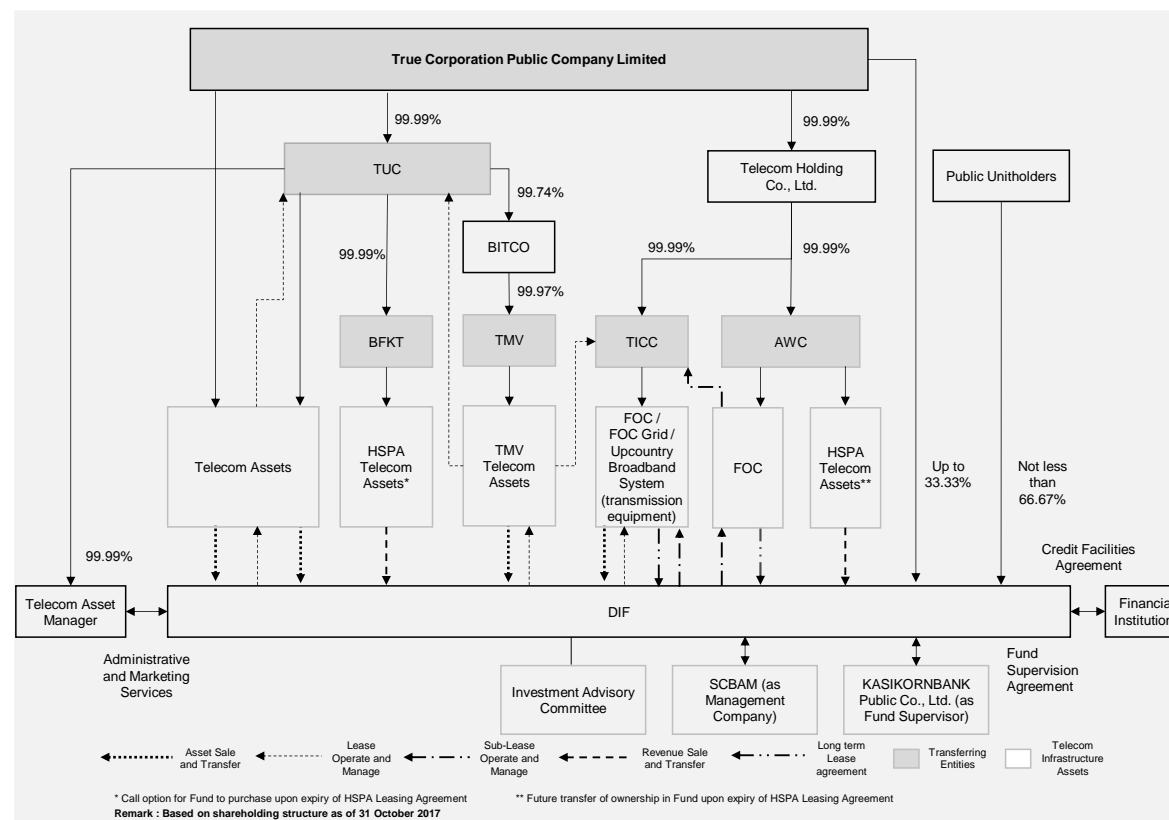 True Corporation Public Company Limited
99.99%
99.99%
TUC
Telecom Holding
Co., Ltd.
Public Unitholders
99.74%
BITCO
99.99%
99.99%
99.99%
99.97%
BFKT
TMV
TICC
AWC
Telecom Assets
HSPA
Telecom
Assets*
TMV
Telecom
Assets
FOC /
FOC Grid /
Upcountry
Broadband
System
(transmission
equipment)
FOC
HSPA
Telecom
Assets**
Up to
33.33%
Not less
than
66.67%
99.99%
Credit Facilities
Agreement
Telecom Asset
Manager
DIF
Financial
Institution
Administrative
and Marketing
Services
Investment Advisory
Committee
SCBAM (as
Management
Company)
KASIKORNBANK
Public Co., Ltd. (as
Fund Supervisor)
Fund
Supervision
Agreement
Asset Sale
and Transfer
Lease
Operate and
Manage
Sub-Lease
Operate and
Manage
Revenue Sale
and Transfer
Long term
Lease
agreement
Transferring
Entities
Telecom
Infrastructure
Assets
* Call option for Fund to purchase upon expiry of HSPA Leasing Agreement
** Future transfer of ownership in Fund upon expiry of HSPA Leasing Agreement
Remark : Based on shareholding structure as of 31 October 2017